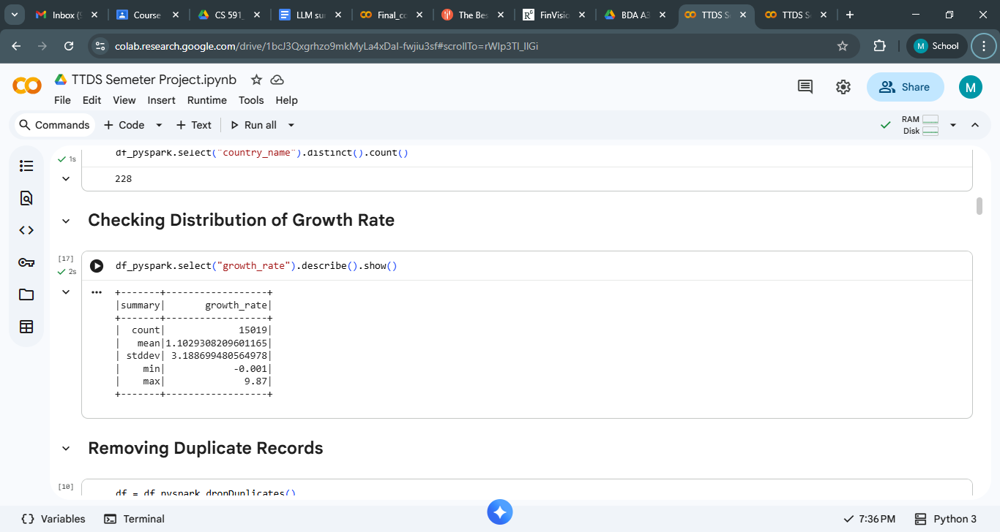 Inbox (
Course
CS 591_
LLM su
Final_c
The Bes
FinVisio
BDA A3
TTDS S
TTDS S
colab.research.google.com/drive/1bcJ3Qxgrhzo9mkMyLa4xDaI-fwjiu3sf#scrollTo=rWIp3TI_IlGi
School
TTDS Semeter Project.ipynb
File Edit View Insert Runtime Tools Help
Share
M
Commands + Code + Text Run all
RAM
Disk
1s
df_pyspark.select("country_name").distinct().count()
228
Checking Distribution of Growth Rate
[17]
2s
df_pyspark.select("growth_rate").describe().show()
+-------+------------------+
|summary|       growth_rate|
+-------+------------------+
|  count|             15019|
|   mean|1.1029308209601165|
| stddev| 3.188699480564978|
|    min|            -0.001|
|    max|              9.87|
+-------+------------------+
Removing Duplicate Records
[10]
df = df_pyspark.dropDuplicates()
Variables Terminal 7:36 PM Python 3